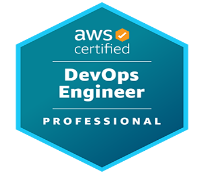 aws
certified
DevOps
Engineer
PROFESSIONAL